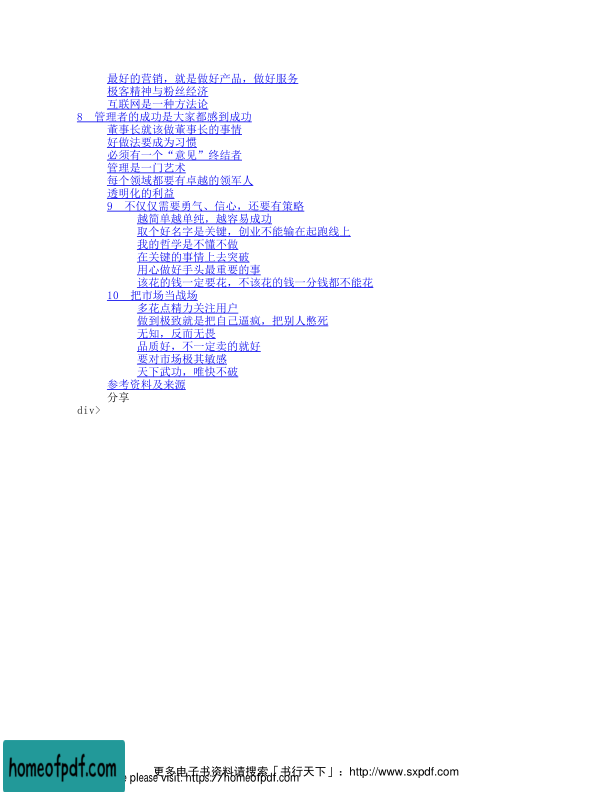 最好的营销，就是做好产品，做好服务
极客精神与粉丝经济
互联网是一种方法论
8　管理者的成功是大家都感到成功
董事长就该做董事长的事情
好做法要成为习惯
必须有一个“意见”终结者
管理是一门艺术
每个领域都要有卓越的领军人
透明化的利益
9　不仅仅需要勇气、信心，还要有策略
越简单越单纯，越容易成功
取个好名字是关键，创业不能输在起跑线上
我的哲学是不懂不做
在关键的事情上去突破
用心做好手头最重要的事
该花的钱一定要花，不该花的钱一分钱都不能花
10　把市场当战场
多花点精力关注用户
做到极致就是把自己逼疯，把别人憋死
无知，反而无畏
品质好，不一定卖的就好
要对市场极其敏感
天下武功，唯快不破
参考资料及来源
分享
div>
更多电子书资料请搜索「书行天下」：http://www.sxpdf.com
homeofpdf.com
please visit: https://homeofpdf.com